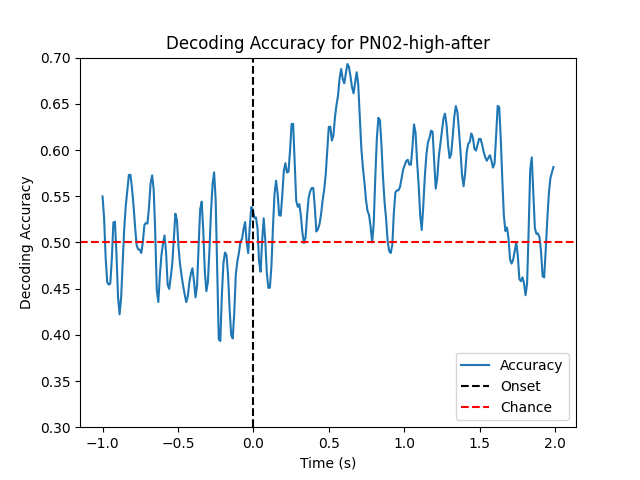 Decoding Accuracy for PN02-high-after
0.70
0.65
0.60
0.55
0.50
0.45
0.40
0.35
0.30
Decoding Accuracy
−1.0 −0.5 0.0 0.5 1.0 1.5 2.0
Time (s)
Accuracy
Onset
Chance